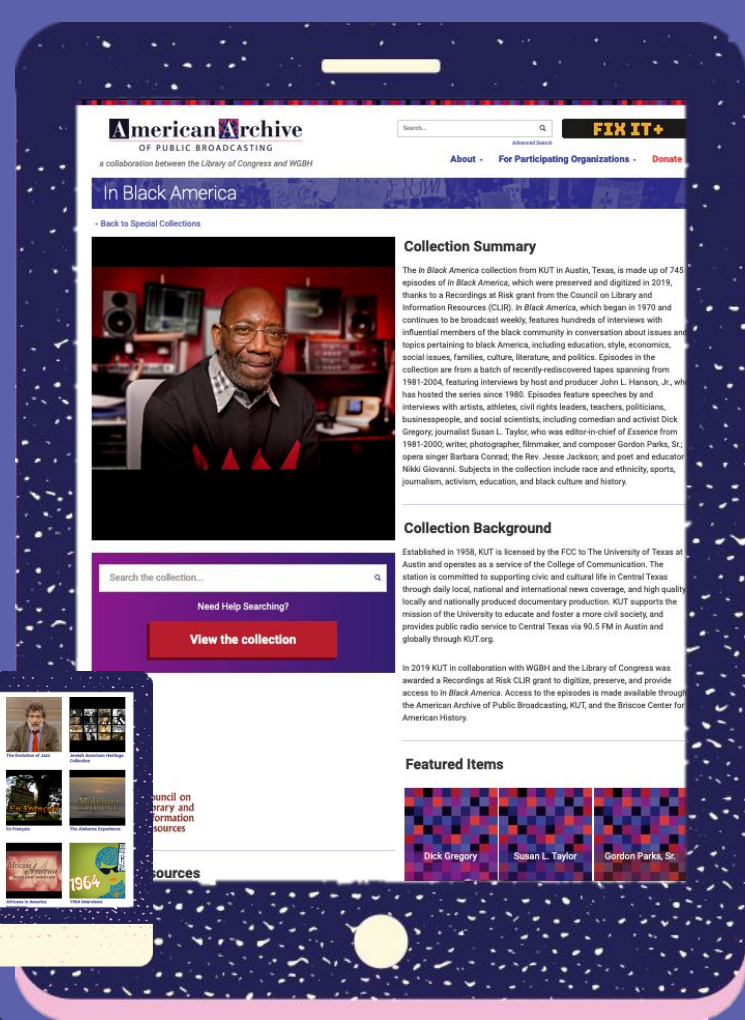 American Archive
OF PUBLIC BROADCASTING
a collaboration between the Library of Congress and WGBH
Search...
Advanced Search
FIX IT+
About
For Participating Organizations
Donate
In Black America
Back to Special Collections
Collection Summary
The In Black America collection from KUT in Austin, Texas, is made up of 745
episodes of In Black America, which were preserved and digitized in 2019,
thanks to a Recordings at Risk grant from the Council on Library and
Information Resources (CLIR). In Black America, which began in 1970 and
continues to be broadcast weekly, features hundreds of interviews with
influential members of the black community in conversation about issues and
topics pertaining to black America, including education, style, economics,
social issues, families, culture, literature, and politics. Episodes in the
collection are from a batch of recently-rediscovered tapes spanning from
1981-2004, featuring interviews by host and producer John L. Hanson, Jr., who
has hosted the series since 1980. Episodes feature speeches by and
interviews with artists, athletes, civil rights leaders, teachers, politicians,
businesspeople, and social scientists, including comedian and activist Dick
Gregory; journalist Susan L. Taylor, who was editor-in-chief of Essence from
1981-2000; writer, photographer, filmmaker, and composer Gordon Parks, Sr.;
opera singer Barbara Conrad; the Rev. Jesse Jackson; and poet and educator
Nikki Giovanni. Subjects in the collection include race and ethnicity, sports,
journalism, activism, education, and black culture and history.
Search the collection...
Need Help Searching?
View the collection
Collection Background
Established in 1958, KUT is licensed by the FCC to The University of Texas at
Austin and operates as a service of the College of Communication. The
station is committed to supporting civic and cultural life in Central Texas
through daily local, national and international news coverage, and high quality
locally and nationally produced documentary production. KUT supports the
mission of the University to educate and foster a more civil society, and
provides public radio service to Central Texas via 90.5 FM in Austin and
globally through KUT.org.
In 2019 KUT in collaboration with WGBH and the Library of Congress was
awarded a Recordings at Risk CLIR grant to digitize, preserve, and provide
access to In Black America. Access to the episodes is made available through
the American Archive of Public Broadcasting, KUT, and the Briscoe Center for
American History.
Featured Items
Dick Gregory
Susan L. Taylor
Gordon Parks, Sr.
ouncil on
brary and
formation
sources
sources
The Evolution of Jazz
Jewish American Heritage
Collection
En Français
En Français
The Alabama Experience
Africans in America
1964
Africans in America
1964 Interviews